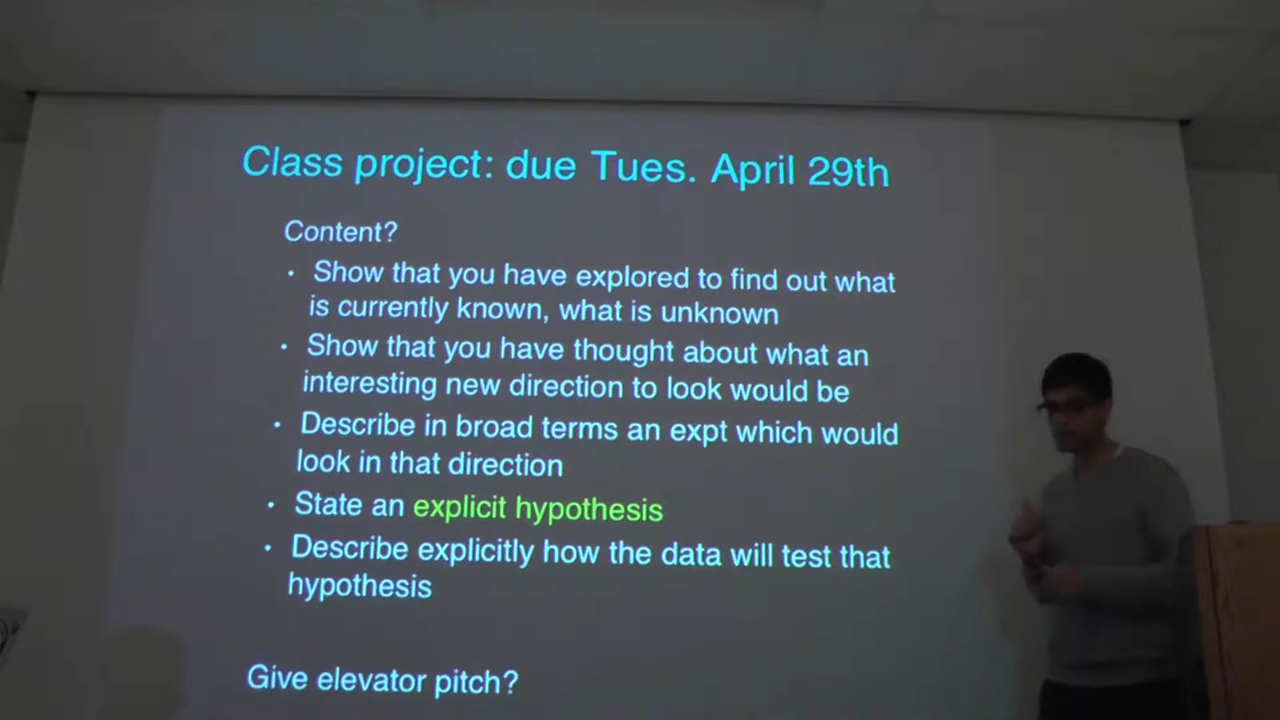 Class project: due Tues. April 29th
Content?
• Show that you have explored to find out what
is currently known, what is unknown
• Show that you have thought about what an
interesting new direction to look would be
• Describe in broad terms an expt which would
look in that direction
• State an explicit hypothesis
• Describe explicitly how the data will test that
hypothesis
Give elevator pitch?